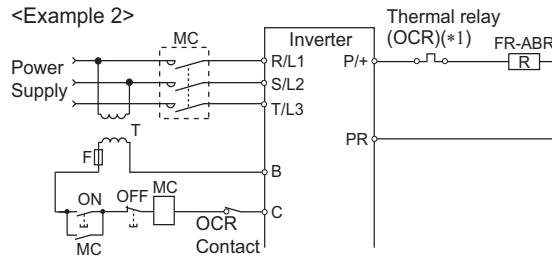 <Example 2>
MC
Inverter
Thermal relay
(OCR)(*1)
FR-ABR
Power
Supply
R/L1
S/L2
T/L3
P/+
R
T
PR
F
B
ON
OFF
MC
C
MC
OCR
Contact